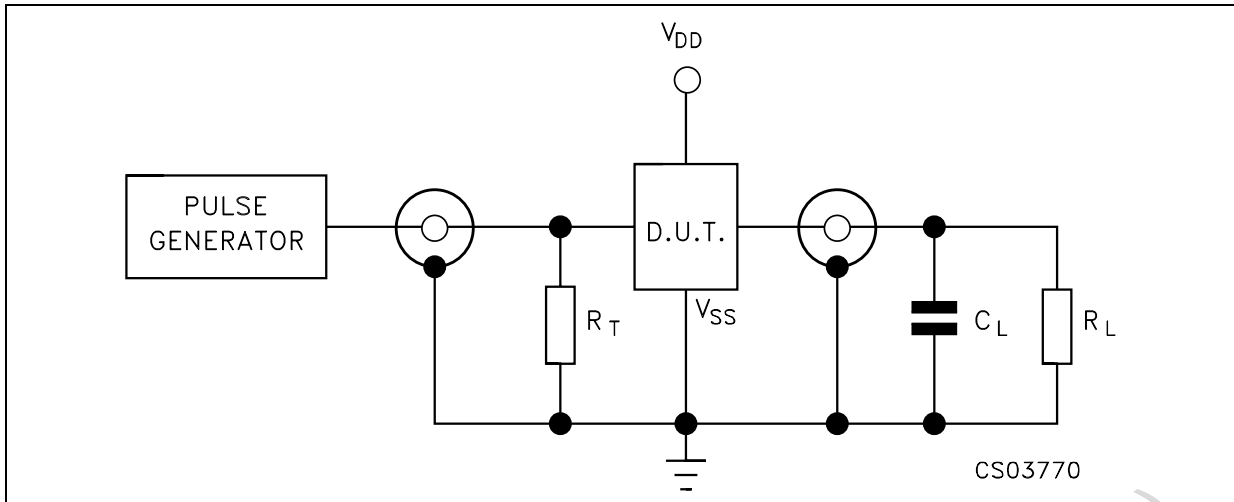 VDD
PULSE
GENERATOR
D.U.T.
VSS
RT
CL
RL
CS03770